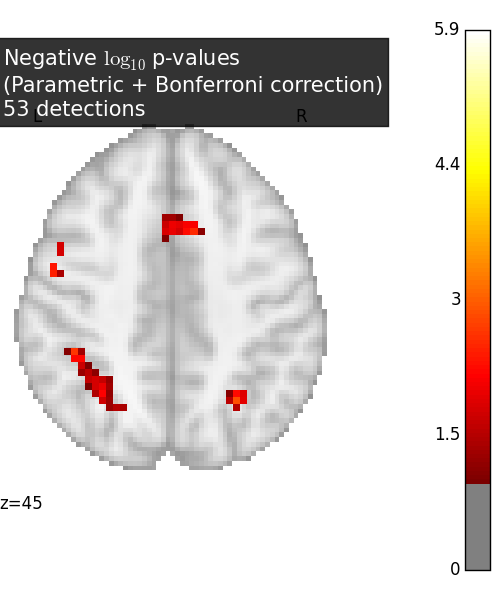 Negative log10 p-values
(Parametric + Bonferroni correction)
53 detections
L
R
5.9
4.4
3
1.5
0
z=45